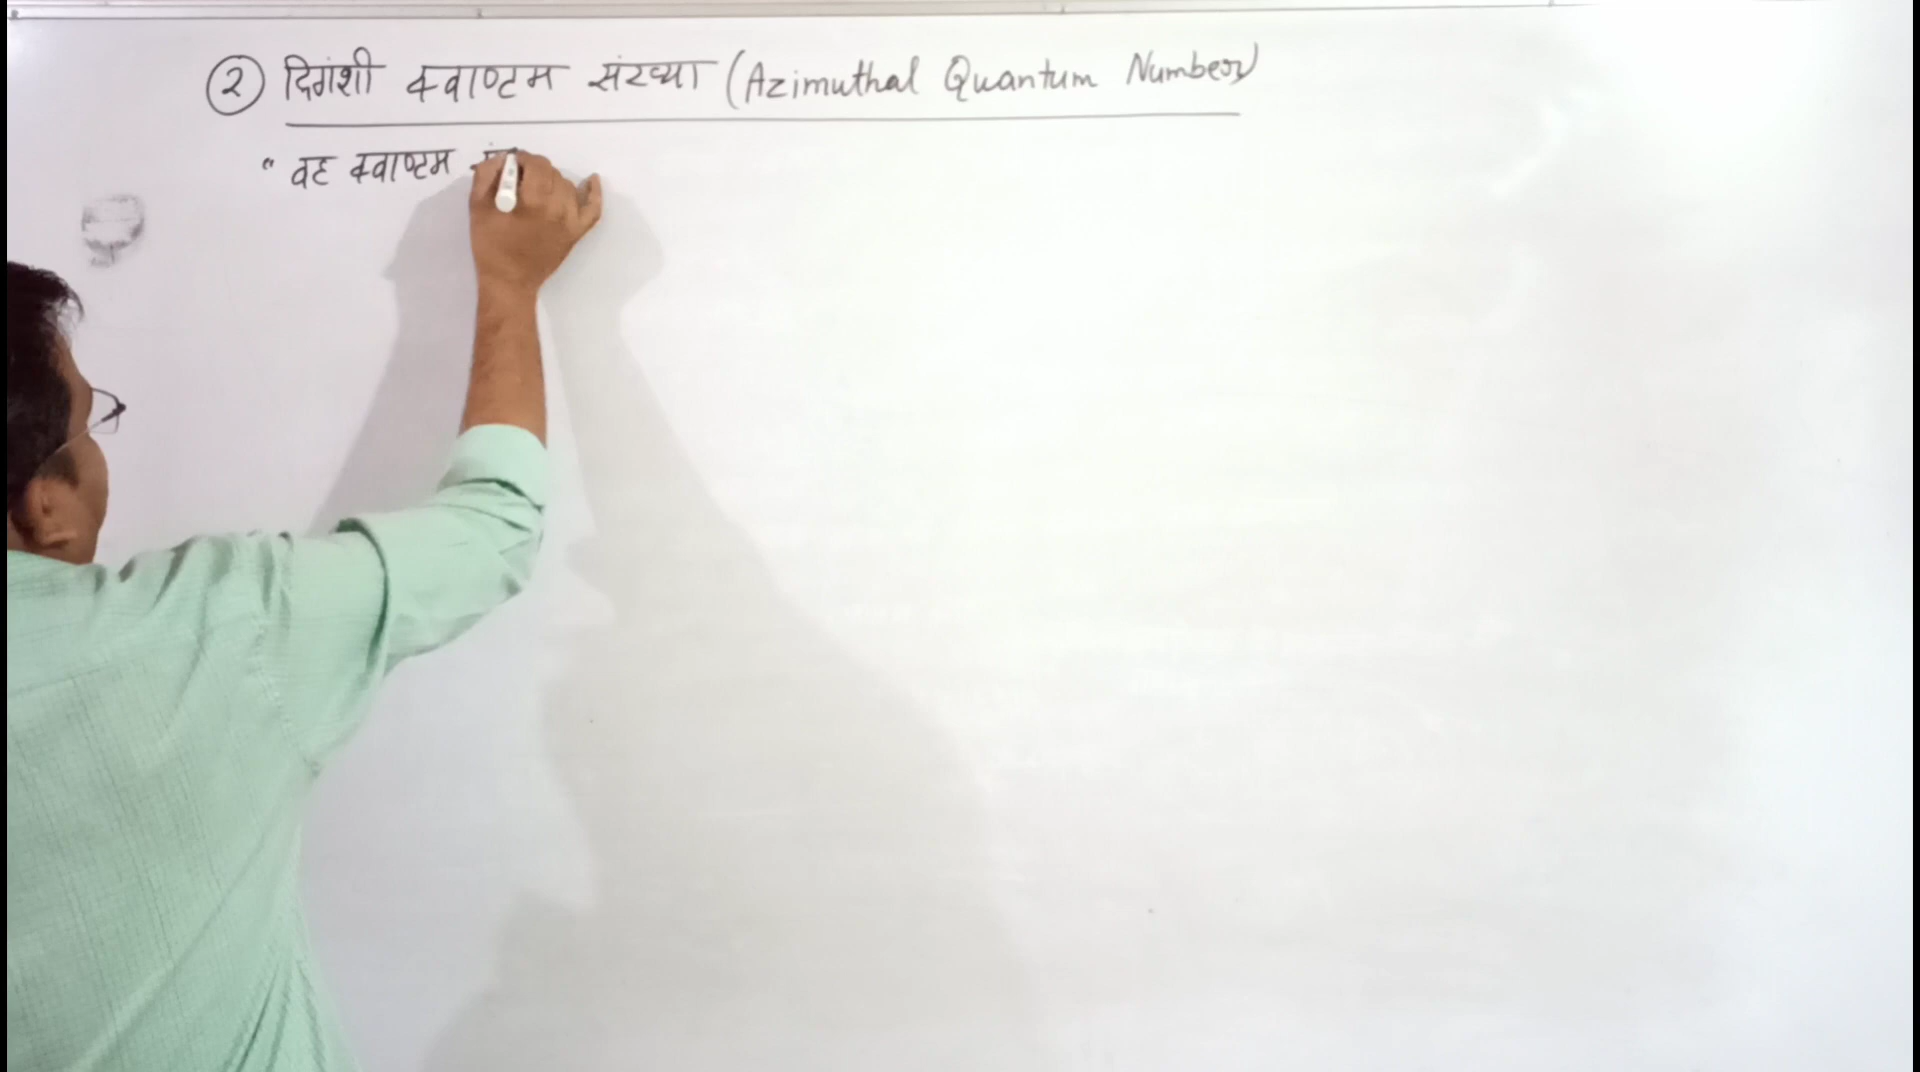 ② दिगंशी क्वाण्टम संख्या (Azimuthal Quantum Number)
" वह क्वाण्टम